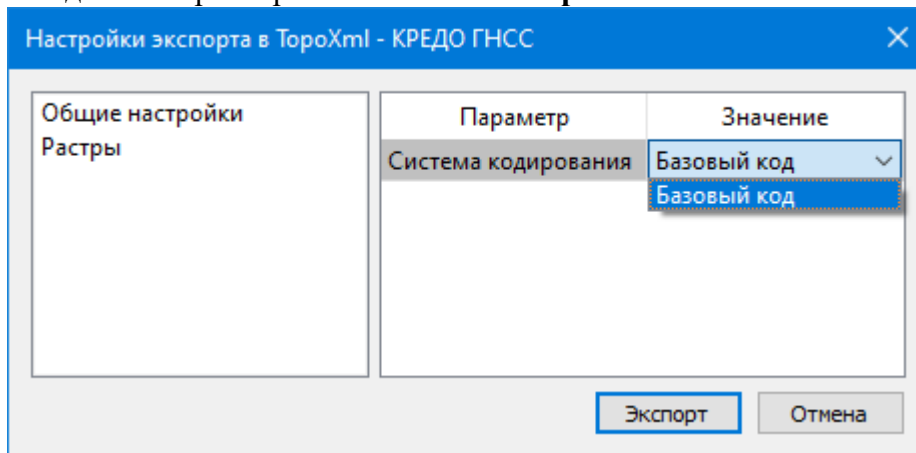 Настройки экспорта в TopoXml - КРЕДО ГНСС
Общие настройки
Растры
Параметр Значение
Система кодирования Базовый код
Базовый код
Экспорт Отмена